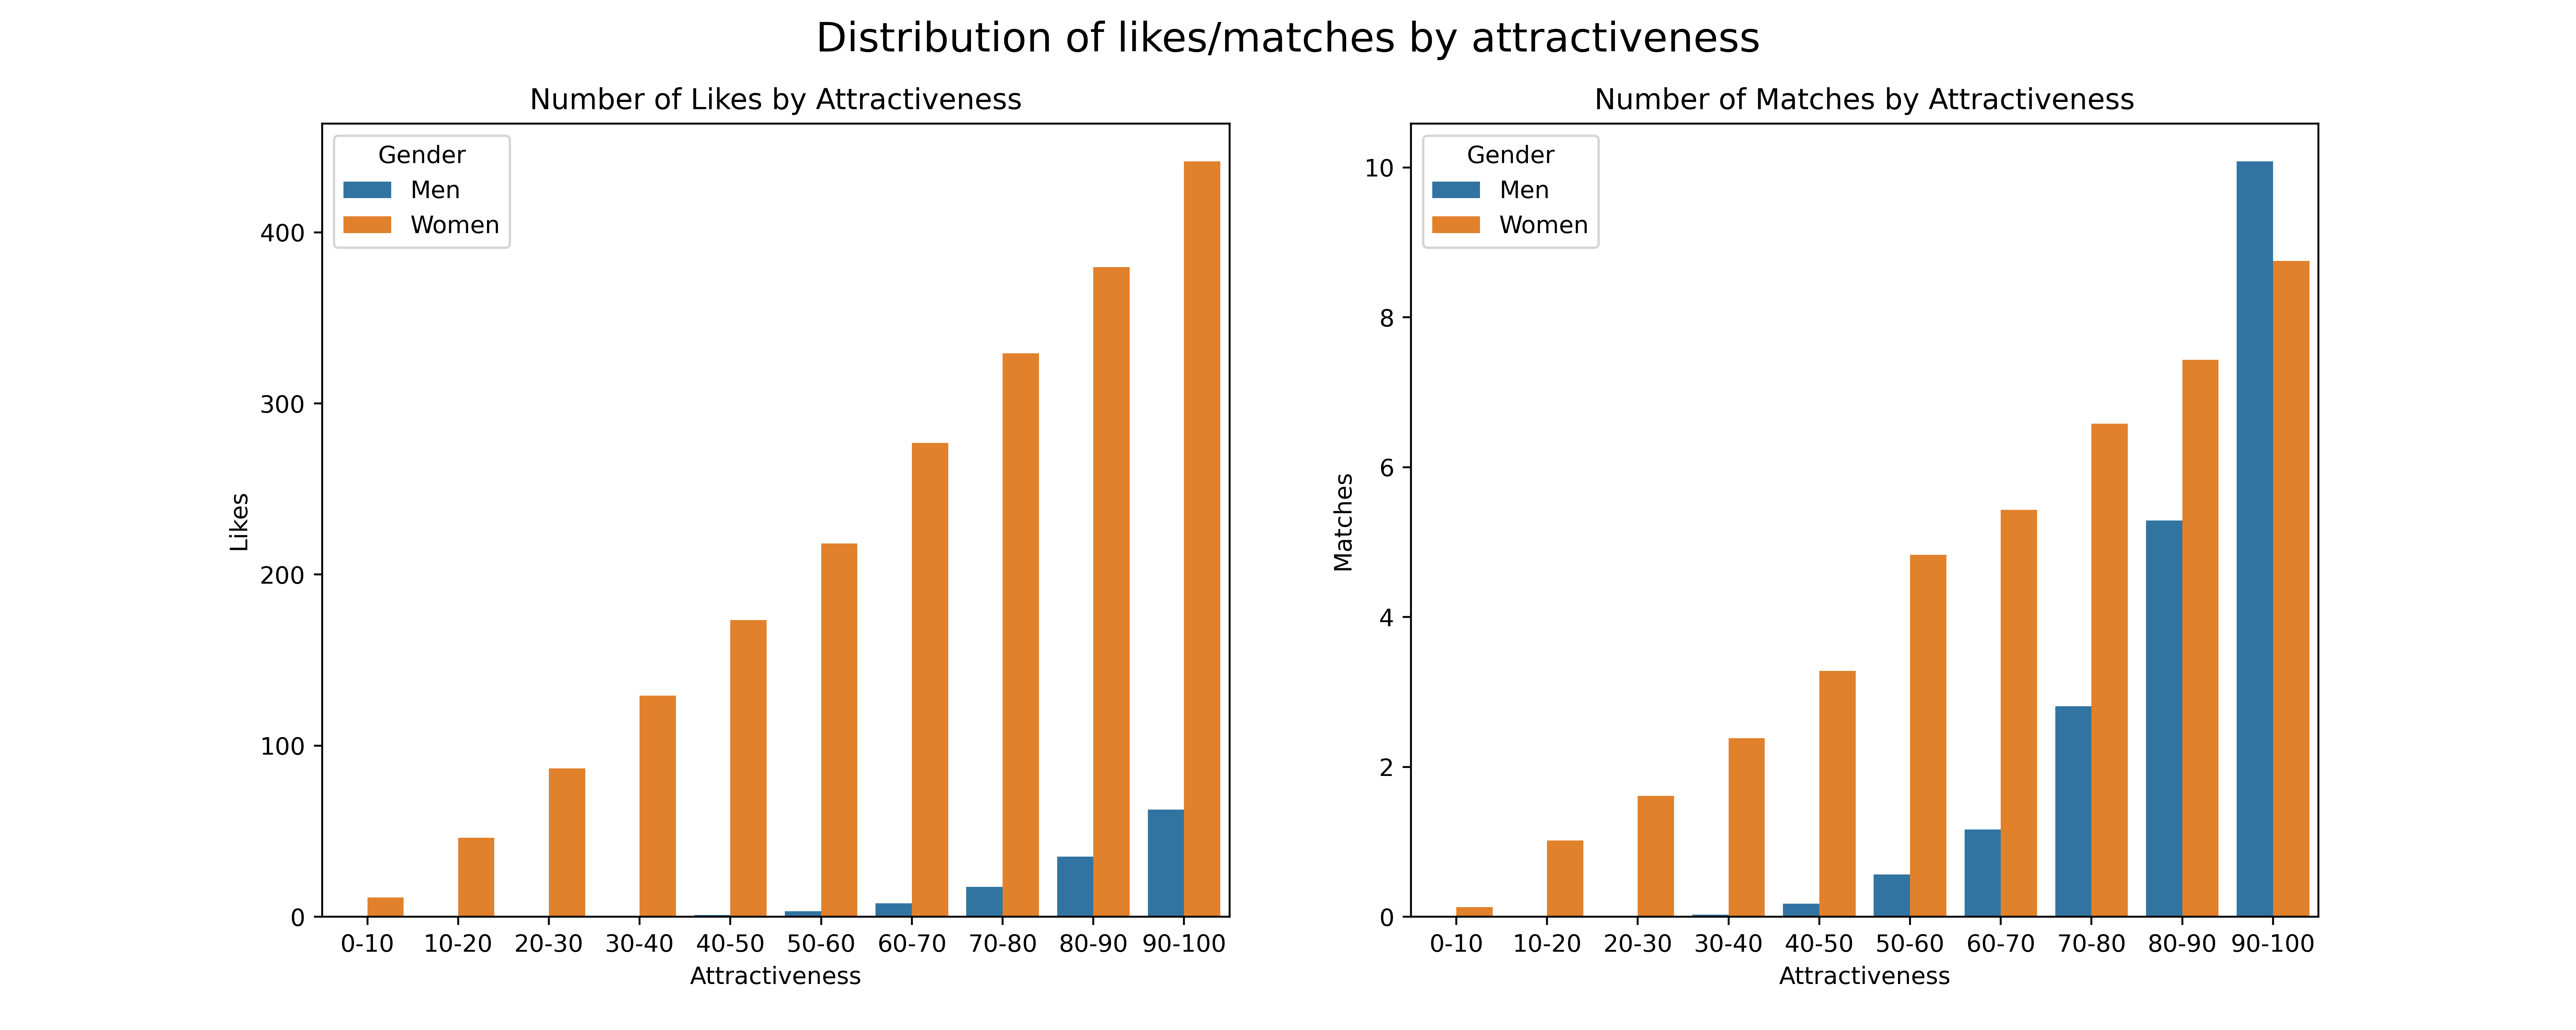 Distribution of likes/matches by attractiveness
Number of Likes by Attractiveness
Gender
Men
Women
400
300
200
100
0
Likes
0-10 10-20 20-30 30-40 40-50 50-60 60-70 70-80 80-90 90-100
Attractiveness
Number of Matches by Attractiveness
Gender
Men
Women
10
8
6
4
2
0
Matches
0-10 10-20 20-30 30-40 40-50 50-60 60-70 70-80 80-90 90-100
Attractiveness